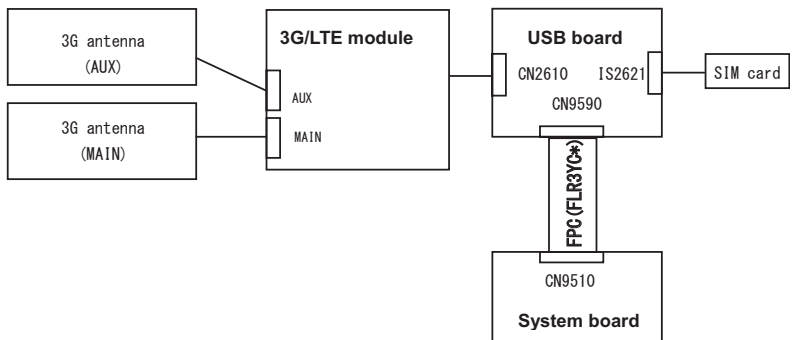 3G antenna
(AUX)
3G antenna
(MAIN)
3G/LTE module
AUX
MAIN
USB board
CN2610 IS2621
CN9590
SIM card
FPC(FLR3YC*)
CN9510
System board